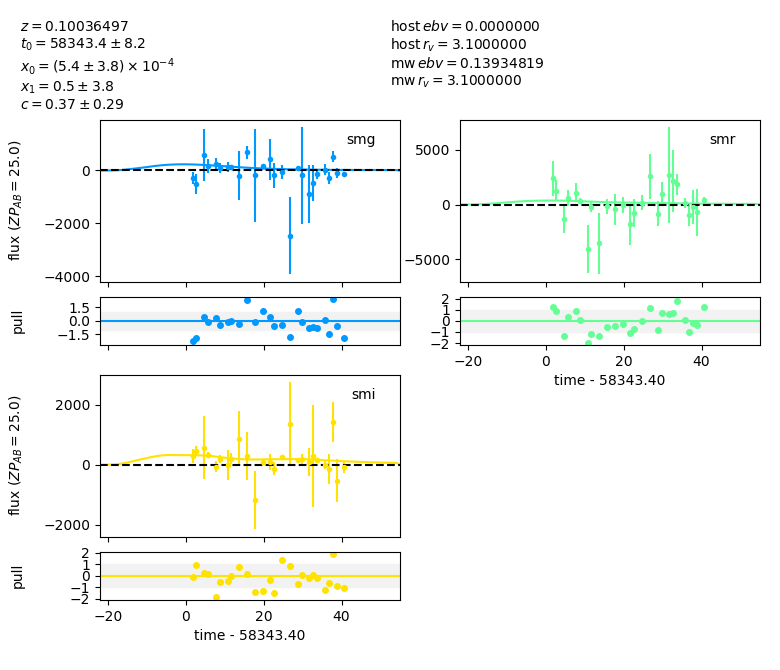 z = 0.10036497
t₀ = 58343.4 ± 8.2
x₀ = (5.4 ± 3.8) × 10⁻⁴
x₁ = 0.5 ± 3.8
c = 0.37 ± 0.29
host ebv = 0.0000000
host r_v = 3.1000000
mw ebv = 0.13934819
mw r_v = 3.1000000
smg
flux (ZP_AB = 25.0)
0
−2000
−4000
pull
1.5
0.0
−1.5
smr
5000
0
−5000
2
1
0
−1
−2
−20
0
20
40
time - 58343.40
smi
flux (ZP_AB = 25.0)
2000
0
−2000
pull
2
1
0
−1
−2
−20
0
20
40
time - 58343.40